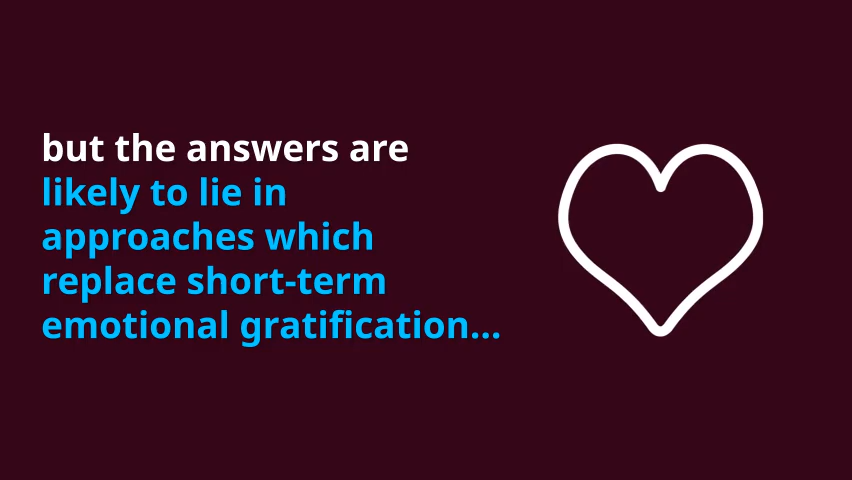 but the answers are
likely to lie in
approaches which
replace short-term
emotional gratification...